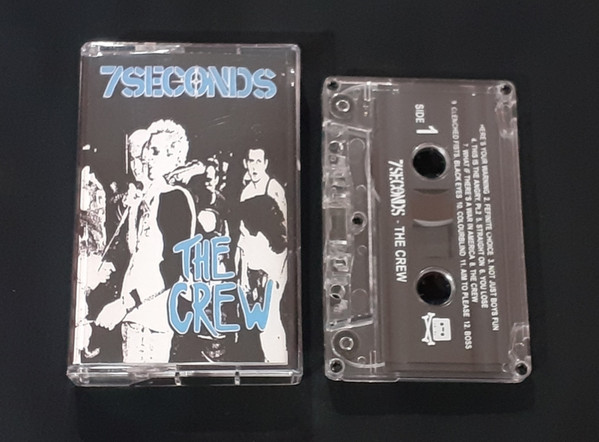 7SECONDS
THE
CREW
SIDE 1
HERE'S YOUR WARNING 2. DEFINITE CHOICE 3. NOT JUST BOYS FUN
4. THIS IS THE ANGRY, Pt.2 5. STRAIGHT ON 6. YOU LOSE
7. WHAT IF THERE'S A WAR IN AMERICA 8. THE CREW
9. CLENCHED FISTS, BLACK EYES 10. COLOURBLIND 11. AIM TO PLEASE 12. BOSS
7SECONDS THE CREW